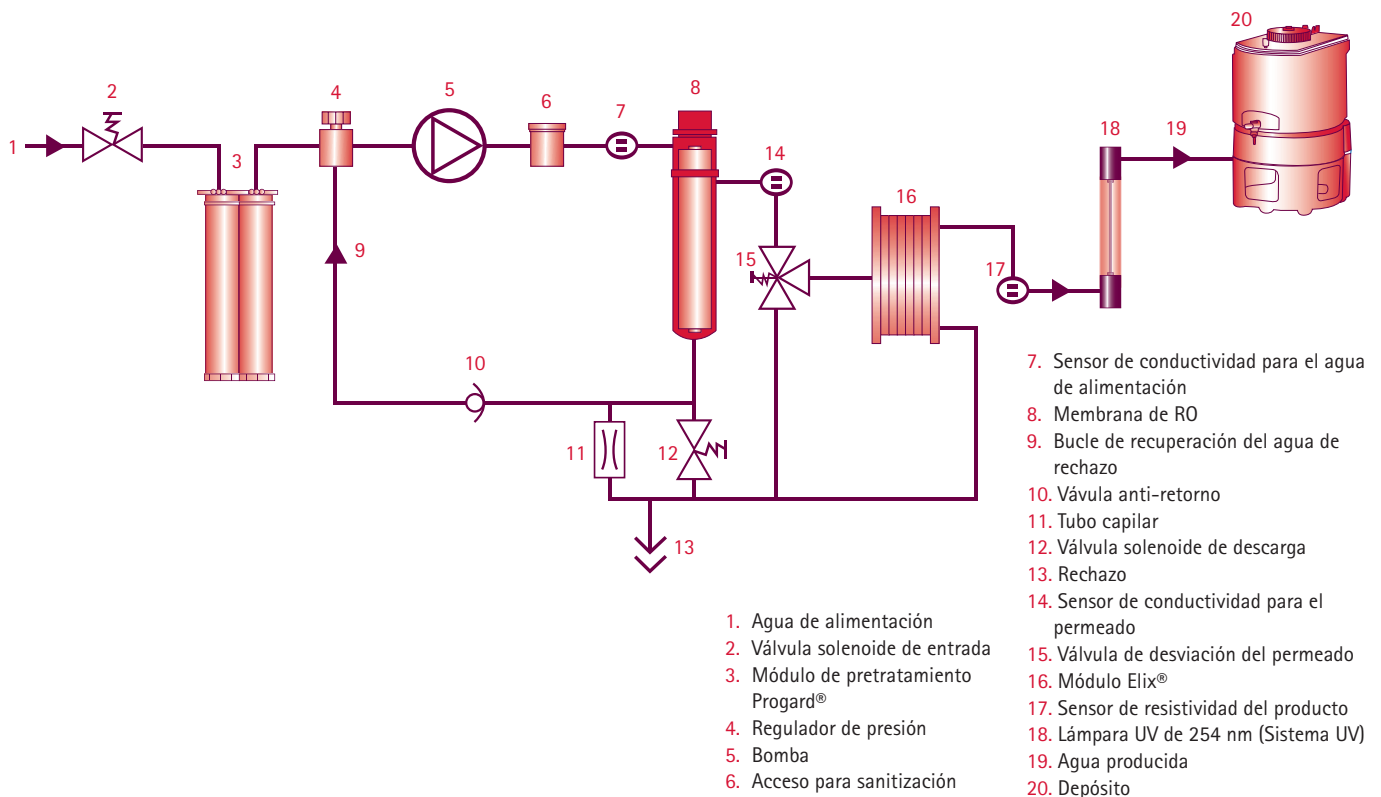 20
2
4
5
6
7
8
18
19
1
3
14
16
15
17
9
10
11
12
13
7. Sensor de conductividad para el agua
de alimentación
8. Membrana de RO
9. Bucle de recuperación del agua de
rechazo
10. Vávula anti-retorno
11. Tubo capilar
12. Válvula solenoide de descarga
13. Rechazo
14. Sensor de conductividad para el
permeado
15. Válvula de desviación del permeado
16. Módulo Elix®
17. Sensor de resistividad del producto
18. Lámpara UV de 254 nm (Sistema UV)
19. Agua producida
20. Depósito
1. Agua de alimentación
2. Válvula solenoide de entrada
3. Módulo de pretratamiento
Progard®
4. Regulador de presión
5. Bomba
6. Acceso para sanitización